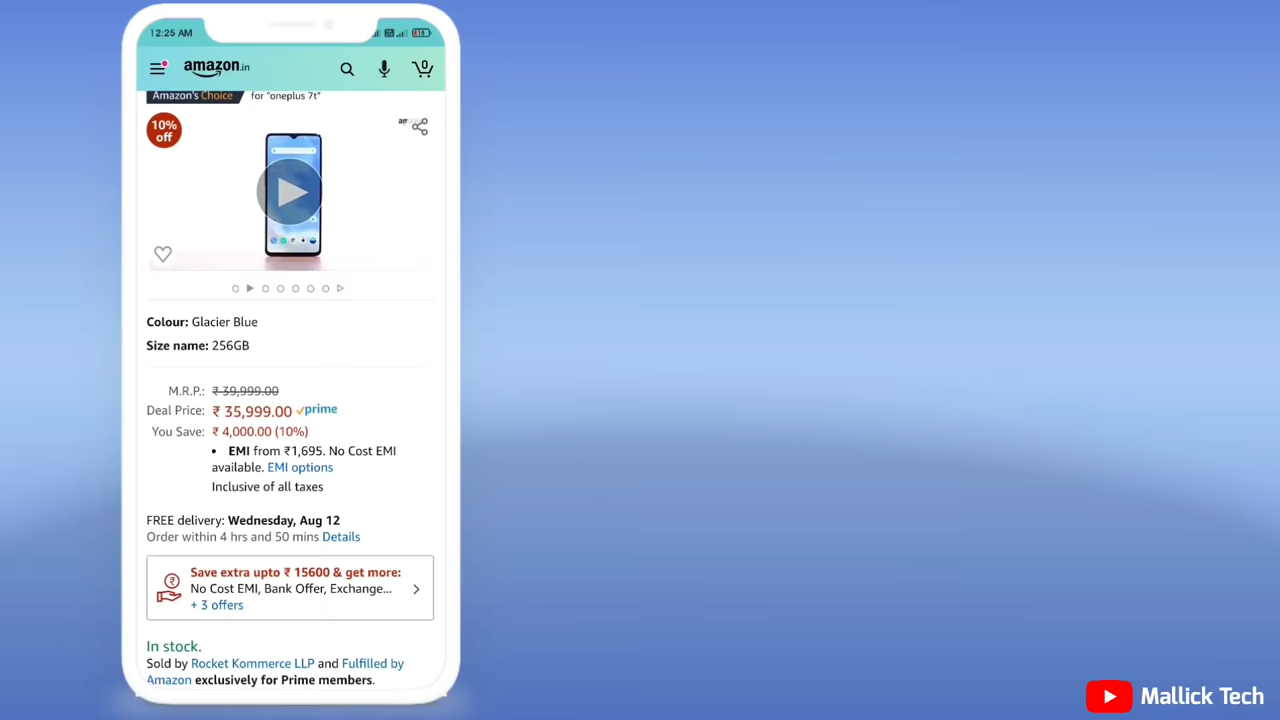 12:25 AM
amazon.in
0
Amazon's Choice for "oneplus 7t"
10%
off
Colour: Glacier Blue
Size name: 256GB
M.R.P.: ₹ 39,999.00
Deal Price: ₹ 35,999.00 prime
You Save: ₹ 4,000.00 (10%)
• EMI from ₹1,695. No Cost EMI
available. EMI options
Inclusive of all taxes
FREE delivery: Wednesday, Aug 12
Order within 4 hrs and 50 mins Details
Save extra upto ₹ 15600 & get more:
No Cost EMI, Bank Offer, Exchange...
+ 3 offers
In stock.
Sold by Rocket Kommerce LLP and Fulfilled by
Amazon exclusively for Prime members.
Mallick Tech